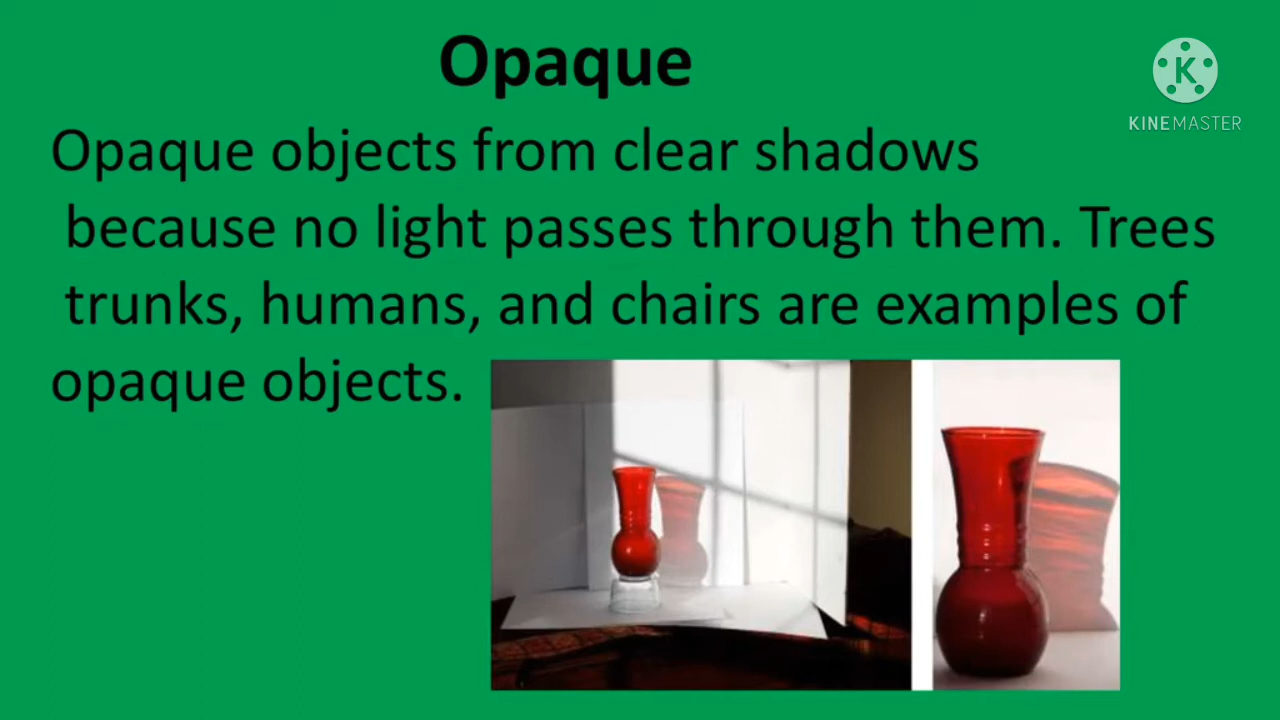 Opaque
KINEMASTER
Opaque objects from clear shadows
because no light passes through them. Trees
trunks, humans, and chairs are examples of
opaque objects.